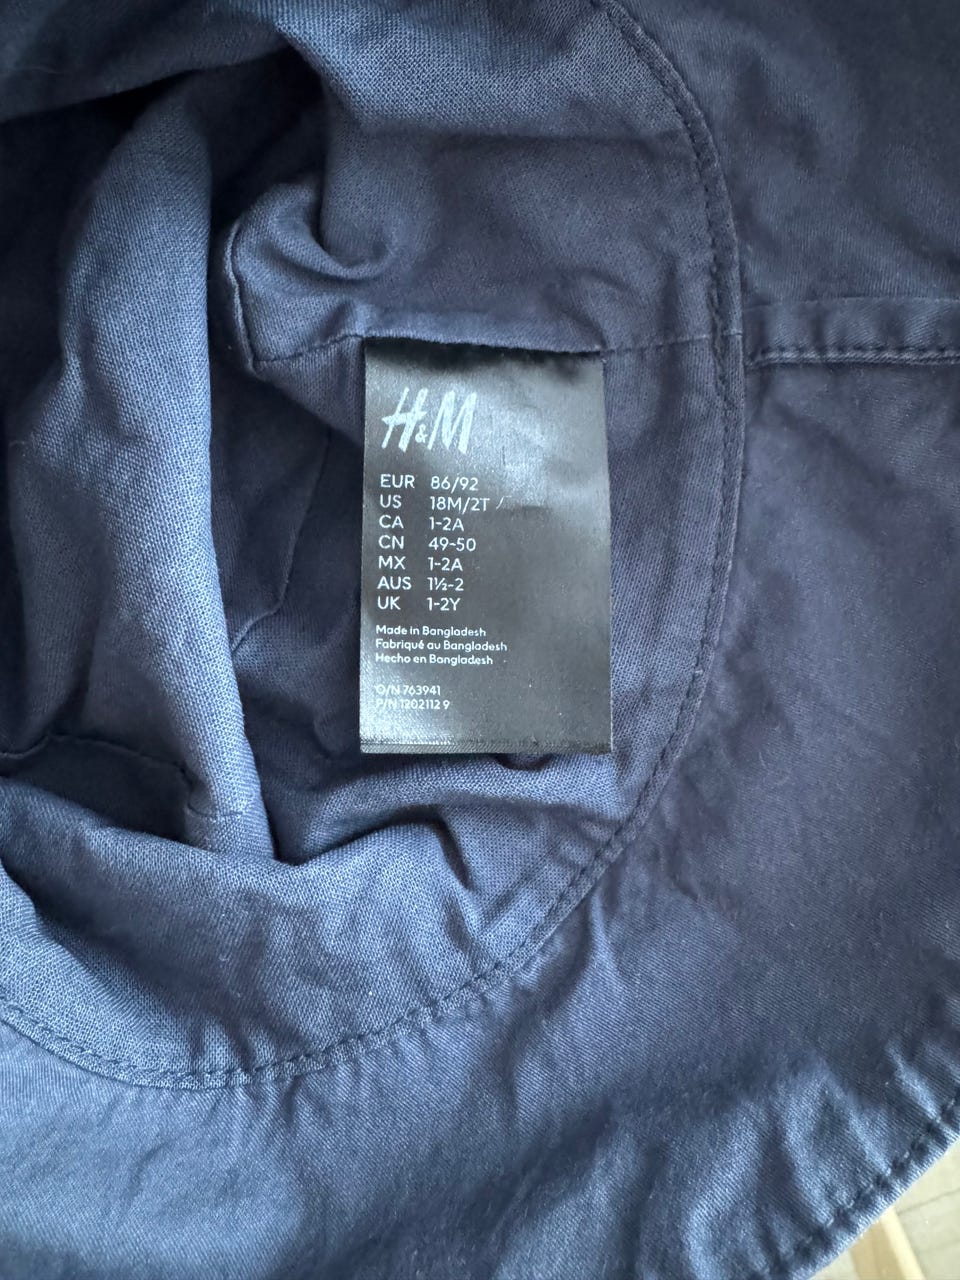 H&M
EUR 86/92
US 18M/2T /
CA 1-2A
CN 49-50
MX 1-2A
AUS 1½-2
UK 1-2Y
Made in Bangladesh
Fabriqué au Bangladesh
Hecho en Bangladesh
O/N 763941
P/N 1202112 9